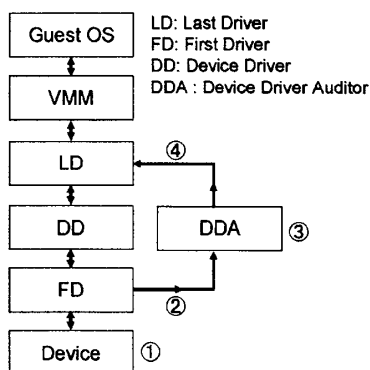 Guest OS
LD: Last Driver
FD: First Driver
DD: Device Driver
DDA : Device Driver Auditor
VMM
④
LD
DD
DDA
③
FD
②
Device
①